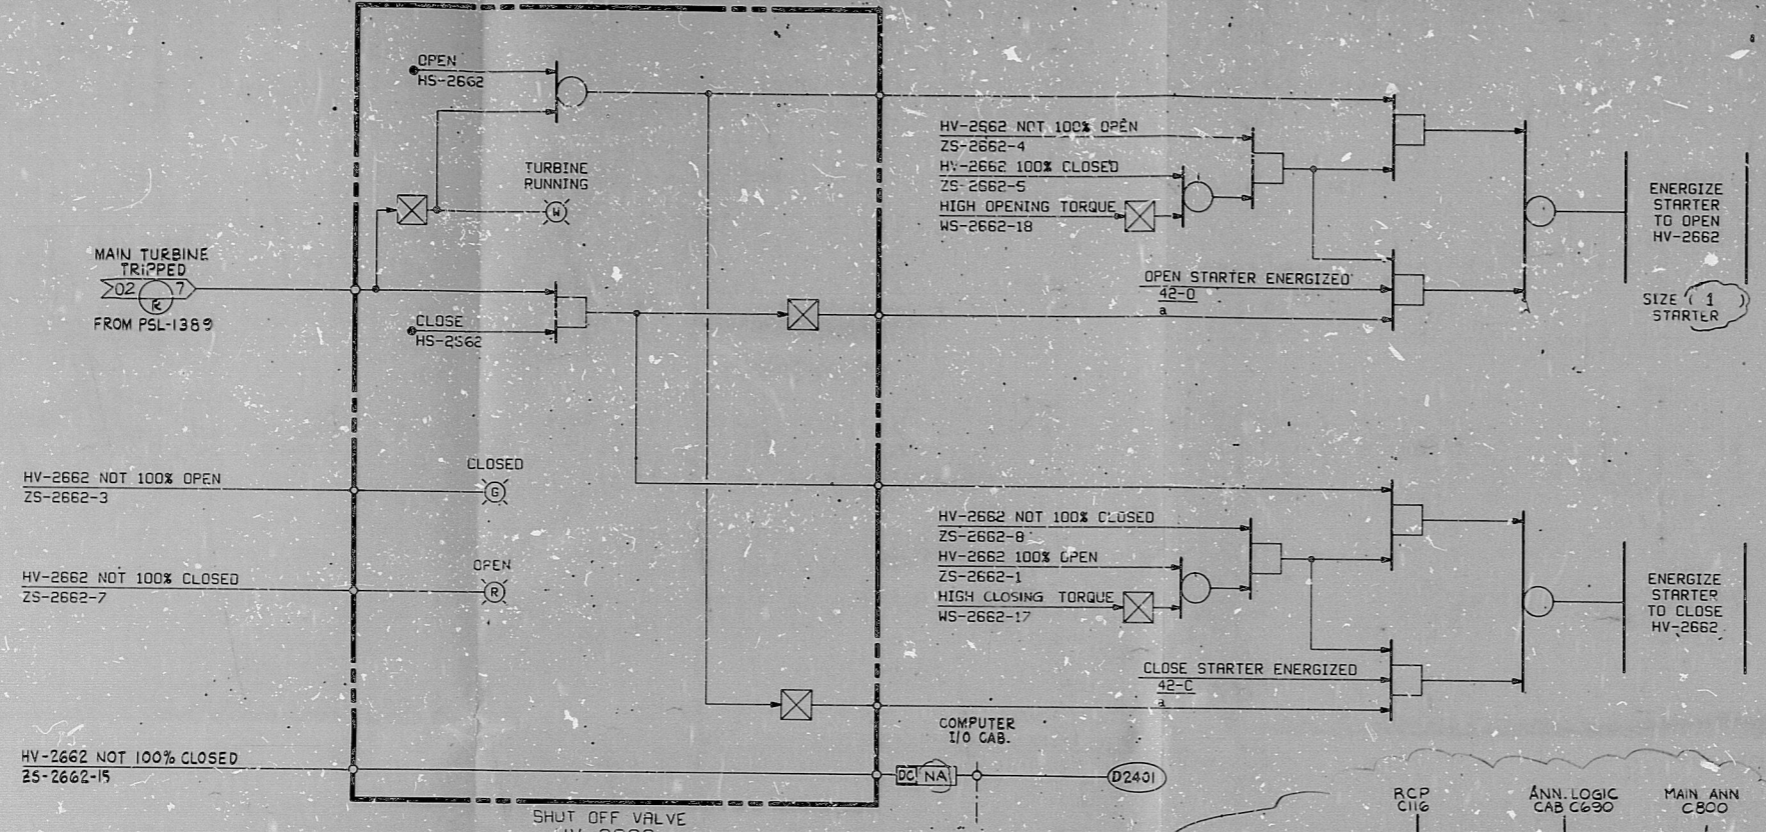 OPEN
HS-2662
TURBINE
RUNNING
W
MAIN TURBINE
TRIPPED
02 7
R
FROM PSL-1389
CLOSE
HS-2662
HV-2662 NOT 100% OPEN
ZS-2662-4
HV-2662 100% CLOSED
ZS-2662-5
HIGH OPENING TORQUE
WS-2662-18
OPEN STARTER ENERGIZED
42-O
a
ENERGIZE
STARTER
TO OPEN
HV-2662
SIZE 1
STARTER
HV-2662 NOT 100% OPEN
ZS-2662-3
CLOSED
G
HV-2662 NOT 100% CLOSED
ZS-2662-7
OPEN
R
HV-2662 NOT 100% CLOSED
ZS-2662-8
HV-2662 100% OPEN
ZS-2662-1
HIGH CLOSING TORQUE
WS-2662-17
CLOSE STARTER ENERGIZED
42-C
a
ENERGIZE
STARTER
TO CLOSE
HV-2662
HV-2662 NOT 100% CLOSED
ZS-2662-15
COMPUTER
I/O CAB.
DC NA
D2401
SHUT OFF VALVE
RCP
C116
ANN. LOGIC
CAB C690
MAIN ANN
C800